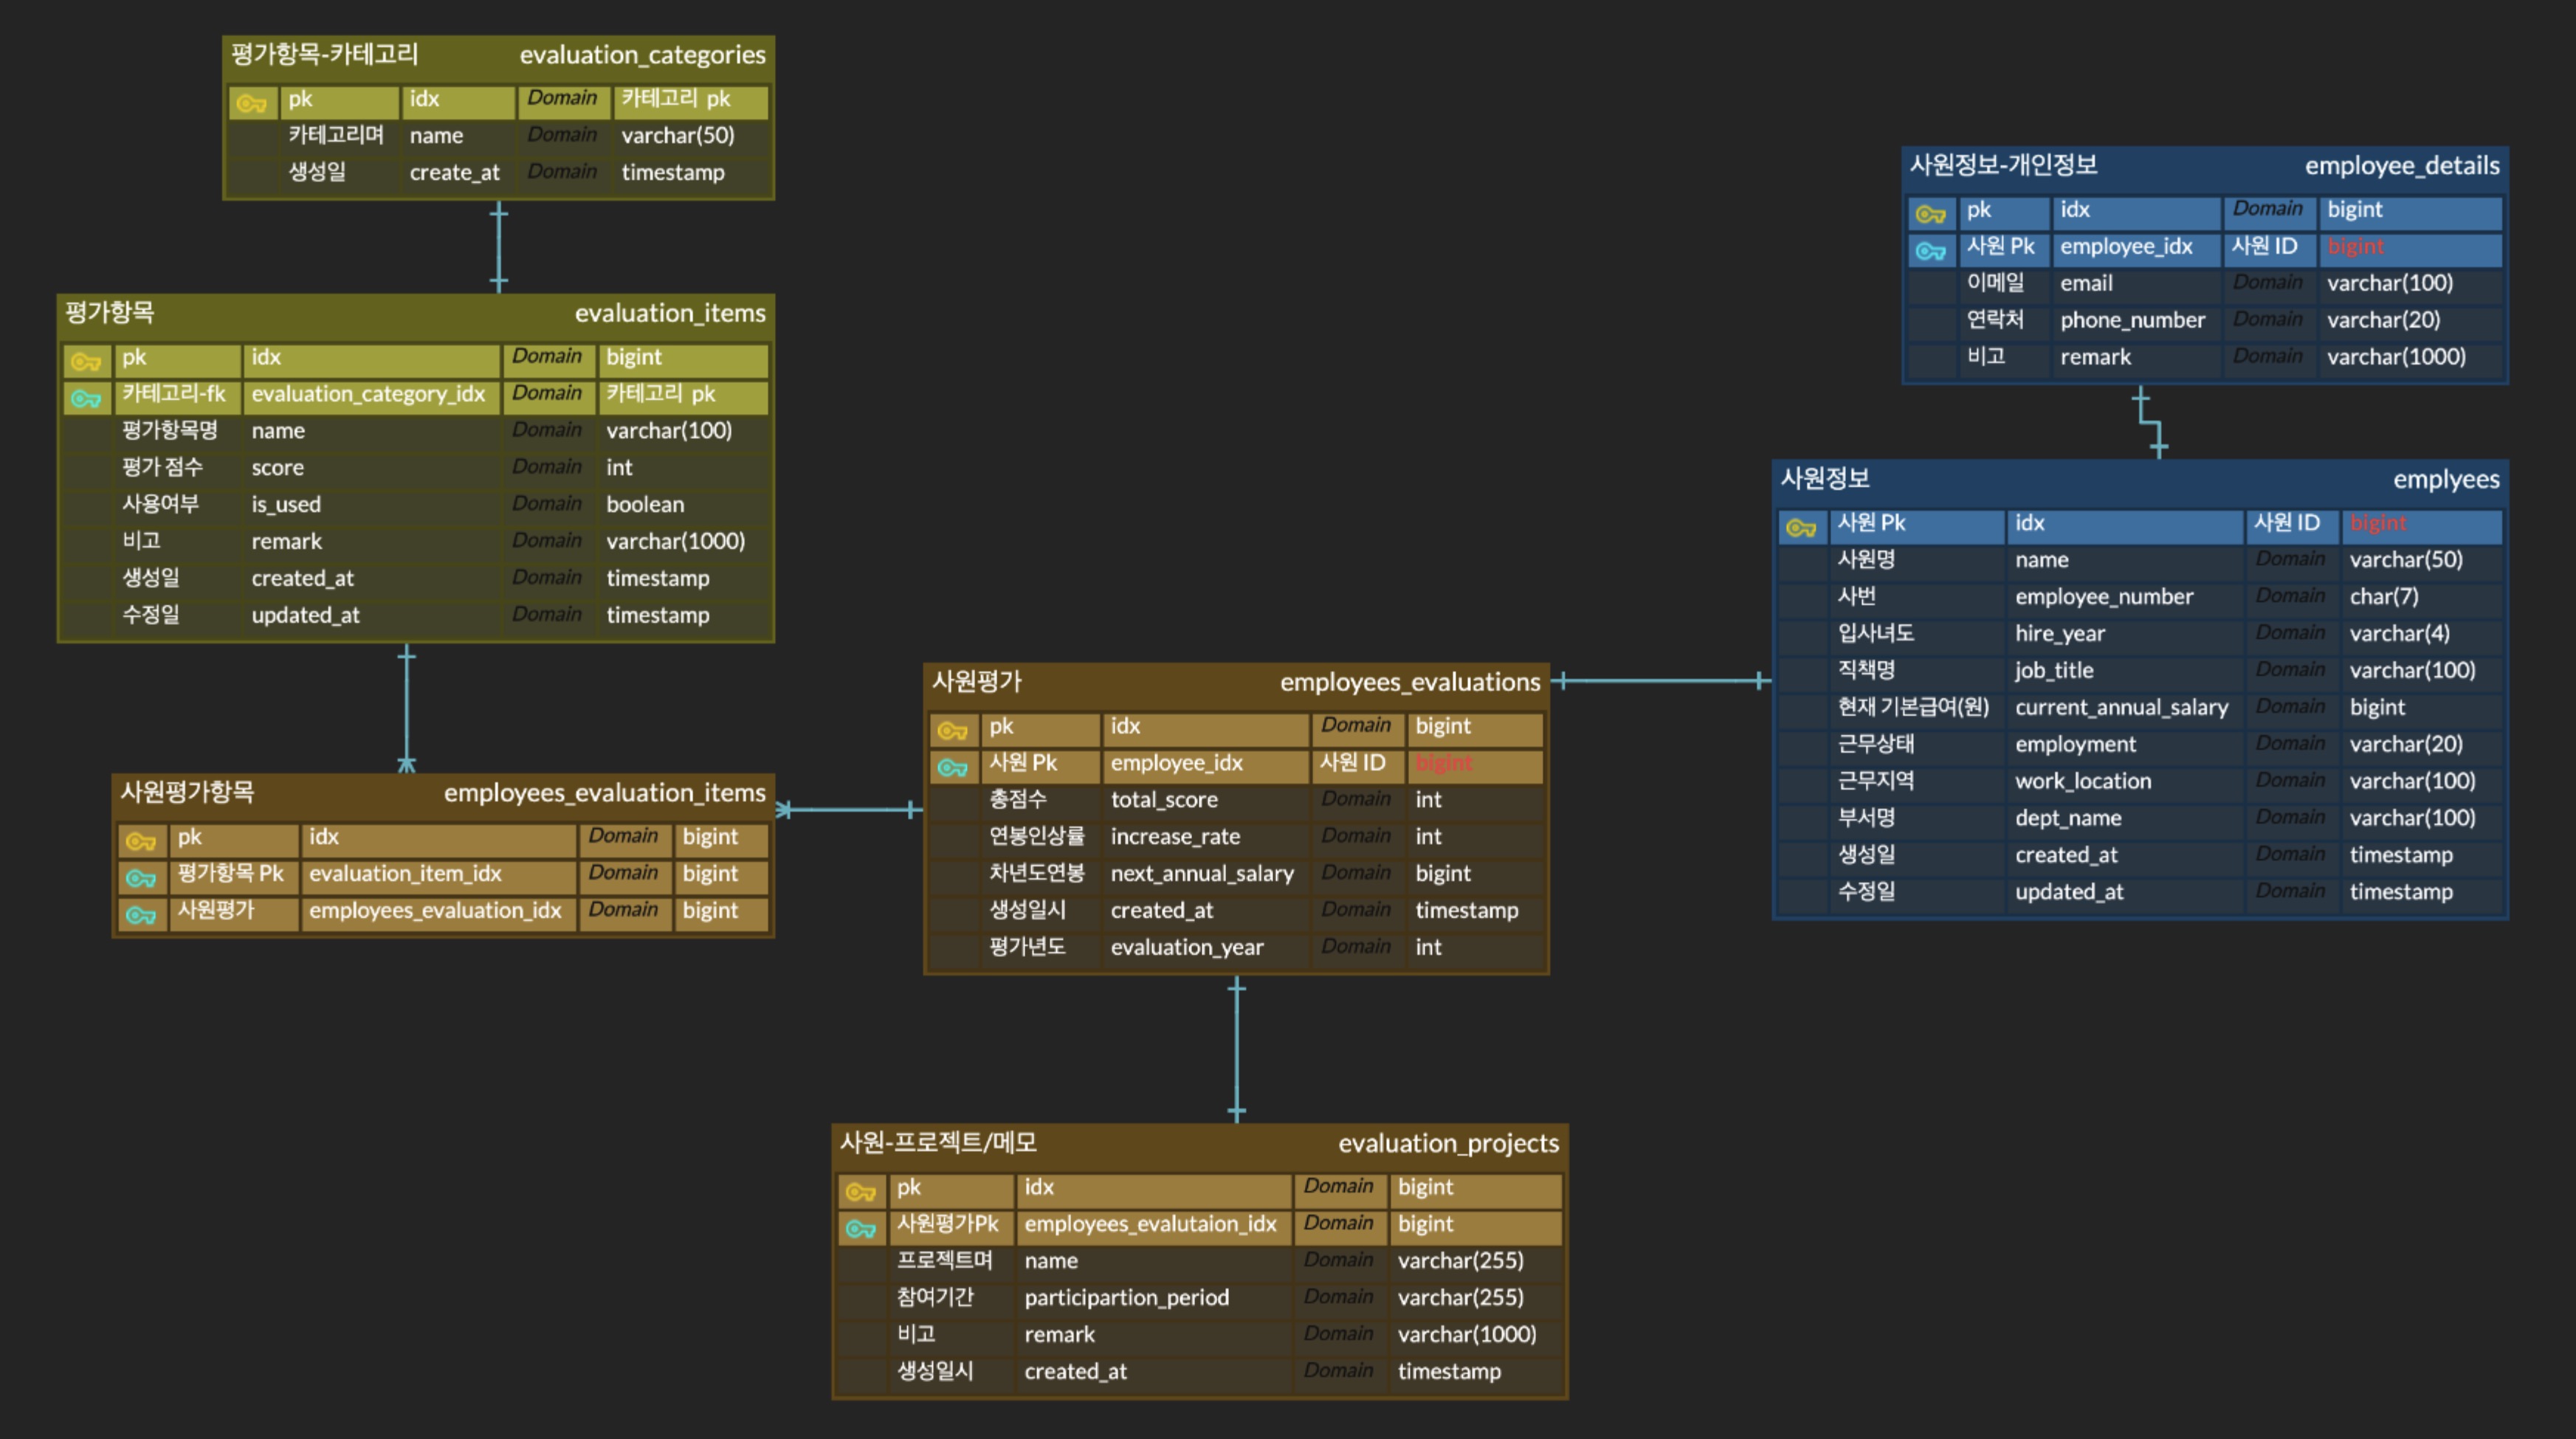 평가항목-카테고리 evaluation_categories
pk idx Domain 카테고리 pk
카테고리며 name Domain varchar(50)
생성일 create_at Domain timestamp
평가항목 evaluation_items
pk idx Domain bigint
카테고리-fk evaluation_category_idx Domain 카테고리 pk
평가항목명 name Domain varchar(100)
평가 점수 score Domain int
사용여부 is_used Domain boolean
비고 remark Domain varchar(1000)
생성일 created_at Domain timestamp
수정일 updated_at Domain timestamp
사원평가항목 employees_evaluation_items
pk idx Domain bigint
평가항목 Pk evaluation_item_idx Domain bigint
사원평가 employees_evaluation_idx Domain bigint
사원평가 employees_evaluations
pk idx Domain bigint
사원 Pk employee_idx 사원 ID bigint
총점수 total_score Domain int
연봉인상률 increase_rate Domain int
차년도연봉 next_annual_salary Domain bigint
생성일시 created_at Domain timestamp
평가년도 evaluation_year Domain int
사원-프로젝트/메모 evaluation_projects
pk idx Domain bigint
사원평가Pk employees_evalutaion_idx Domain bigint
프로젝트며 name Domain varchar(255)
참여기간 participartion_period Domain varchar(255)
비고 remark Domain varchar(1000)
생성일시 created_at Domain timestamp
사원정보-개인정보 employee_details
pk idx Domain bigint
사원 Pk employee_idx 사원 ID bigint
이메일 email Domain varchar(100)
연락처 phone_number Domain varchar(20)
비고 remark Domain varchar(1000)
사원정보 emplyees
사원 Pk idx 사원 ID bigint
사원명 name Domain varchar(50)
사번 employee_number Domain char(7)
입사녀도 hire_year Domain varchar(4)
직책명 job_title Domain varchar(100)
현재 기본급여(원) current_annual_salary Domain bigint
근무상태 employment Domain varchar(20)
근무지역 work_location Domain varchar(100)
부서명 dept_name Domain varchar(100)
생성일 created_at Domain timestamp
수정일 updated_at Domain timestamp